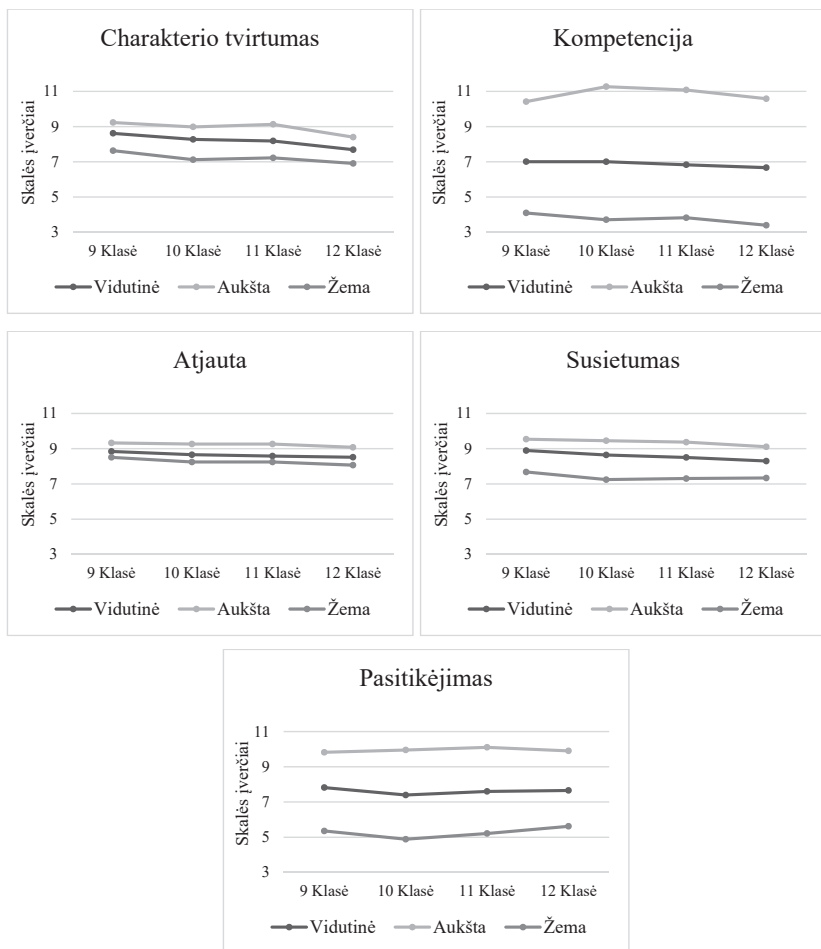 Charakterio tvirtumas
Skalės įverčiai
11
9
7
5
3
9 Klasė 10 Klasė 11 Klasė 12 Klasė
Vidutinė Aukšta Žema
Kompetencija
Skalės įverčiai
11
9
7
5
3
9 Klasė 10 Klasė 11 Klasė 12 Klasė
Vidutinė Aukšta Žema
Atjauta
Skalės įverčiai
11
9
7
5
3
9 Klasė 10 Klasė 11 Klasė 12 Klasė
Vidutinė Aukšta Žema
Susietumas
Skalės įverčiai
11
9
7
5
3
9 Klasė 10 Klasė 11 Klasė 12 Klasė
Vidutinė Aukšta Žema
Pasitikėjimas
Skalės įverčiai
11
9
7
5
3
9 Klasė 10 Klasė 11 Klasė 12 Klasė
Vidutinė Aukšta Žema